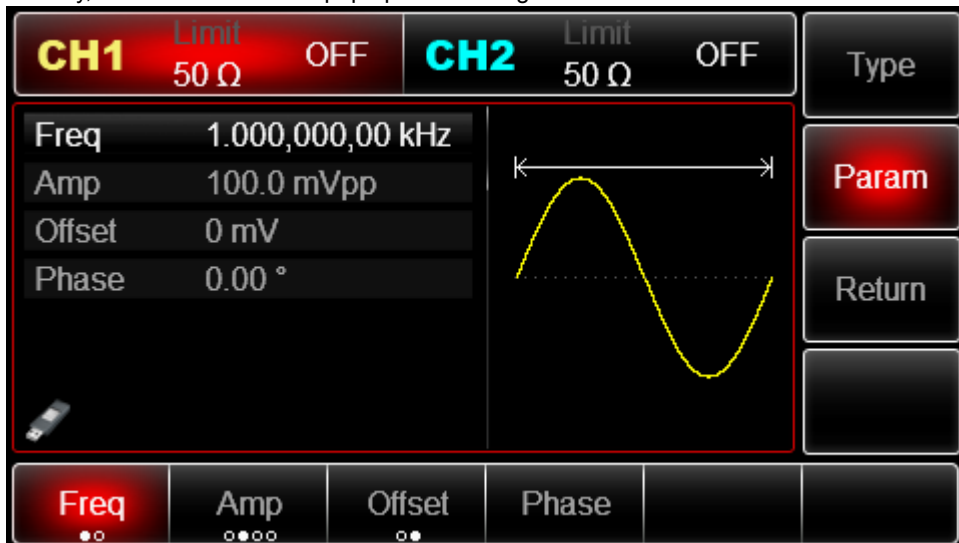 CH1 Limit 50 Ω OFF CH2 Limit 50 Ω OFF
Type
Freq 1.000,000,00 kHz
Amp 100.0 mVpp
Offset 0 mV
Phase 0.00 °
Param
Return
Freq Amp Offset Phase